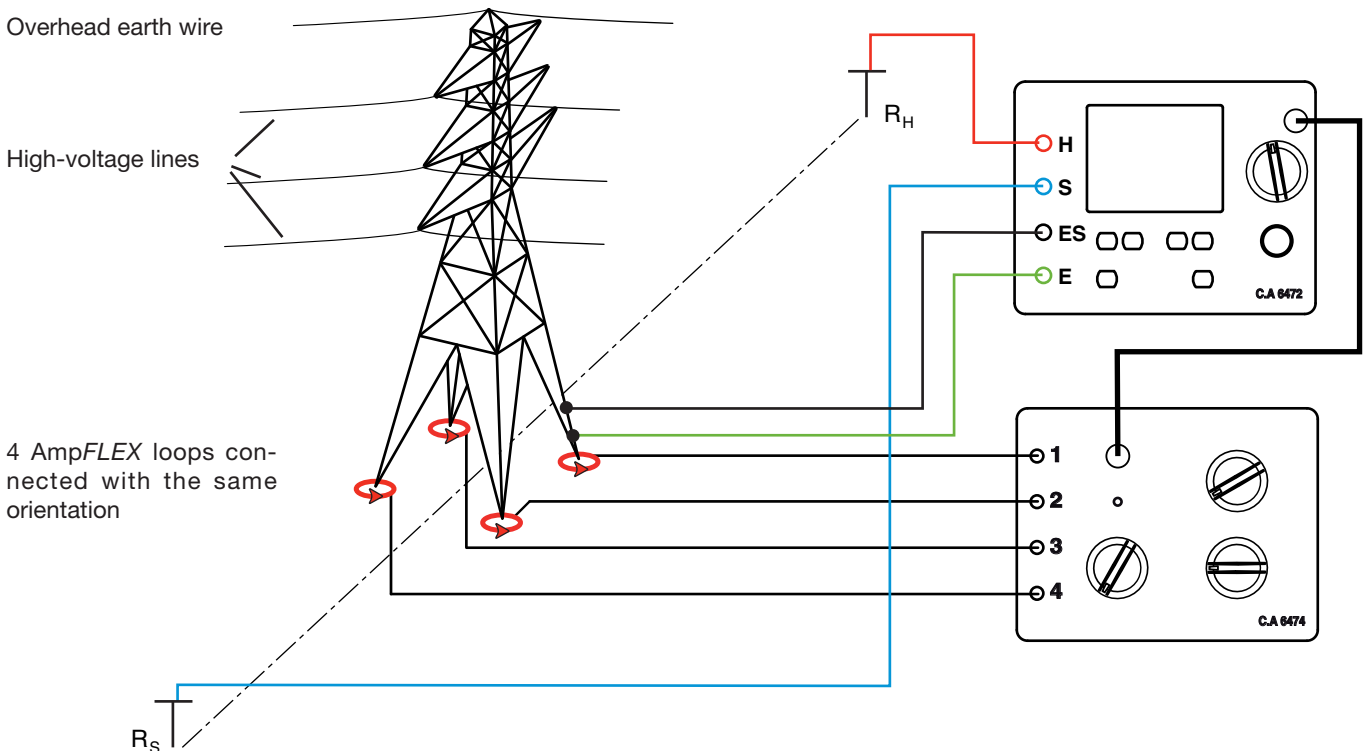 Overhead earth wire
High-voltage lines
4 AmpFLEX loops con-
nected with the same
orientation
RH
RS
H
S
ES
E
C.A 6472
1
2
3
4
C.A 6474